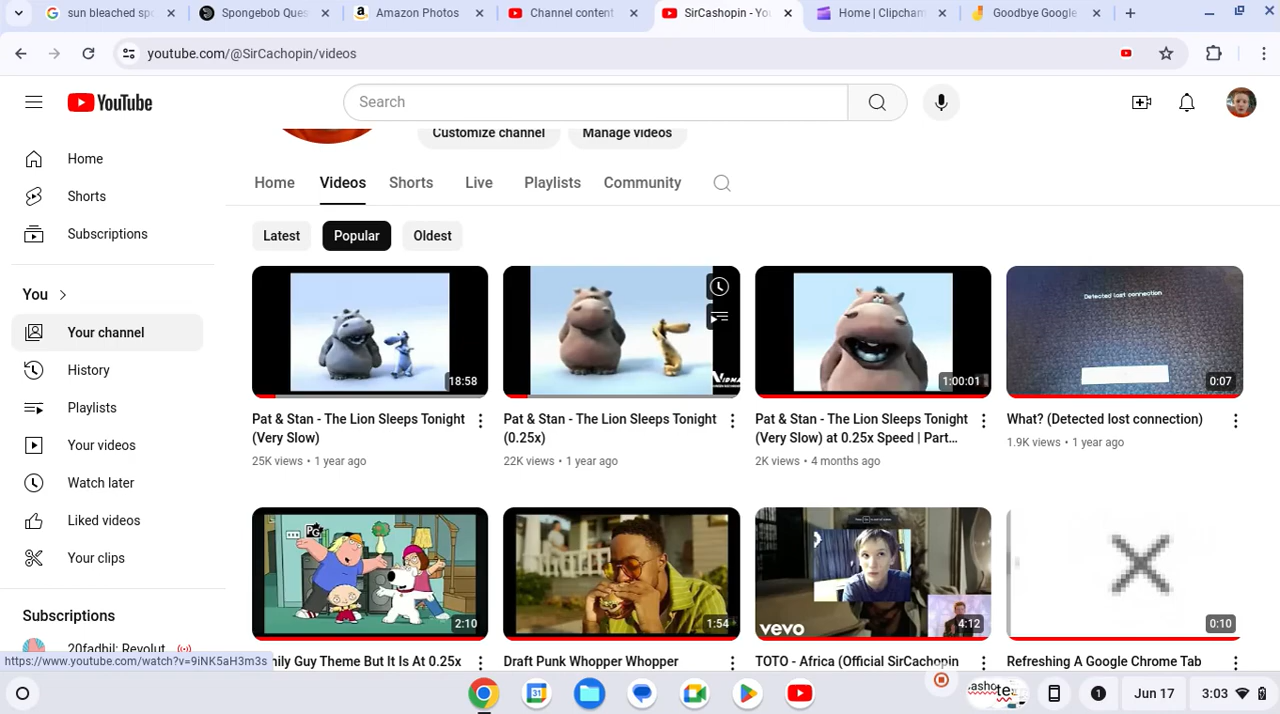 sun bleached sp
Spongebob Ques
Amazon Photos
Channel content
SirCashopin - You
Home | Clipcham
Goodbye Google
youtube.com/@SirCachopin/videos
YouTube
Search
Customize channel
Manage videos
Home
Shorts
Subscriptions
You
Your channel
History
Playlists
Your videos
Watch later
Liked videos
Your clips
Subscriptions
20fadhil: Revolut
Home
Videos
Shorts
Live
Playlists
Community
Latest
Popular
Oldest
18:58
1:00:01
Detected lost connection
0:07
Pat & Stan - The Lion Sleeps Tonight
(Very Slow)
25K views • 1 year ago
Pat & Stan - The Lion Sleeps Tonight
(0.25x)
22K views • 1 year ago
Pat & Stan - The Lion Sleeps Tonight
(Very Slow) at 0.25x Speed | Part...
2K views • 4 months ago
What? (Detected lost connection)
1.9K views • 1 year ago
PG
2:10
1:54
vevo
4:12
0:10
https://www.youtube.com/watch?v=9iNK5aH3m3s
mily Guy Theme But It Is At 0.25x
Draft Punk Whopper Whopper
TOTO - Africa (Official SirCachopin
Refreshing A Google Chrome Tab
31
1
Jun 17
3:03